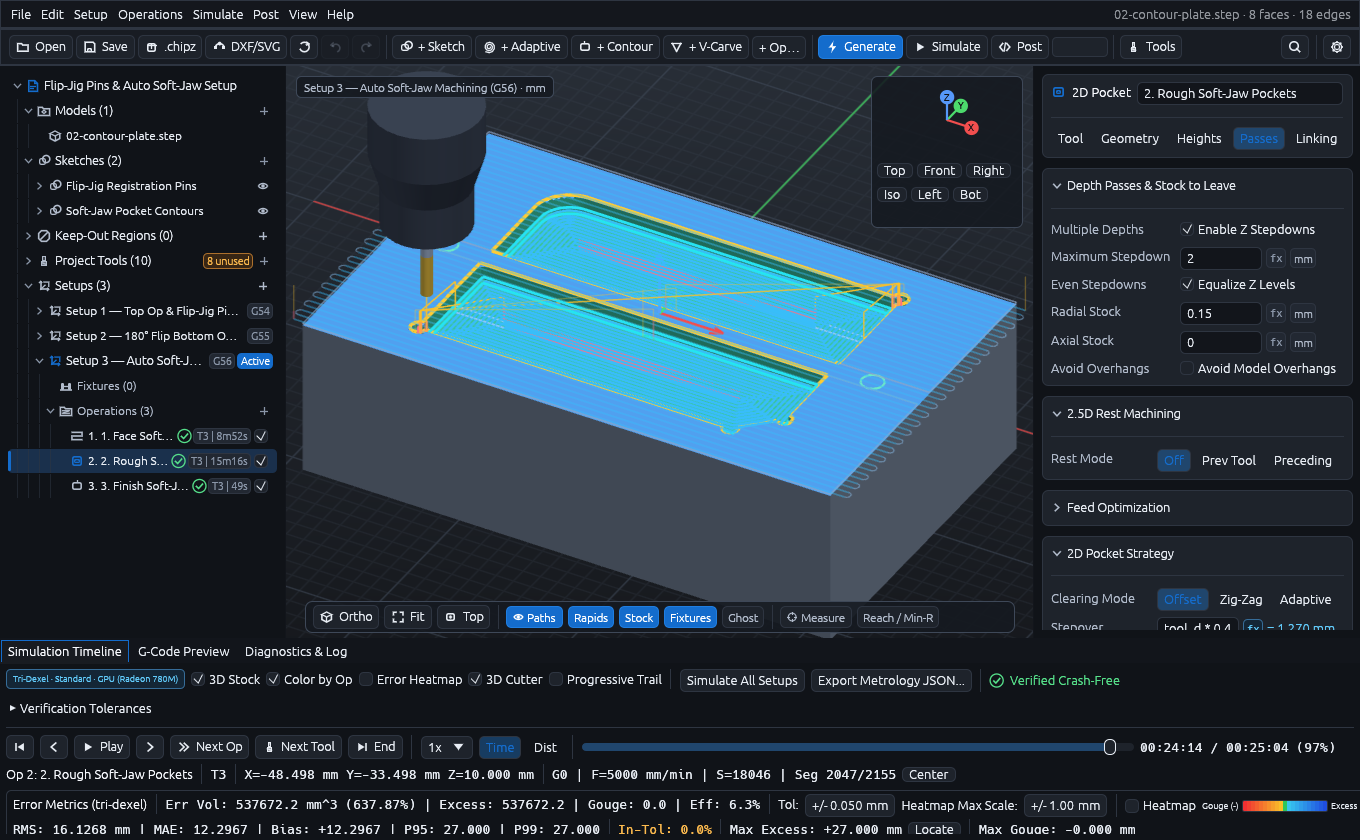 File Edit Setup Operations Simulate Post View Help 02-contour-plate.step · 8 faces · 18 edges
Open Save .chipz DXF/SVG + Sketch + Adaptive + Contour + V-Carve + Op... Generate Simulate Post Tools
Flip-Jig Pins & Auto Soft-Jaw Setup
Models (1) +
02-contour-plate.step
Sketches (2) +
Flip-Jig Registration Pins
Soft-Jaw Pocket Contours
Keep-Out Regions (0) +
Project Tools (10) 8 unused +
Setups (3) +
Setup 1 — Top Op & Flip-Jig Pi... G54
Setup 2 — 180° Flip Bottom O... G55
Setup 3 — Auto Soft-J... G56 Active
Fixtures (0)
Operations (3) +
1. 1. Face Soft... T3 | 8m52s
2. 2. Rough S... T3 | 15m16s
3. 3. Finish Soft-J... T3 | 49s
Setup 3 — Auto Soft-Jaw Machining (G56) · mm
Z
Y
X
Top Front Right
Iso Left Bot
Ortho Fit Top Paths Rapids Stock Fixtures Ghost Measure Reach / Min-R
2D Pocket 2. Rough Soft-Jaw Pockets
Tool Geometry Heights Passes Linking
Depth Passes & Stock to Leave
Multiple Depths Enable Z Stepdowns
Maximum Stepdown 2 fx mm
Even Stepdowns Equalize Z Levels
Radial Stock 0.15 fx mm
Axial Stock 0 fx mm
Avoid Overhangs Avoid Model Overhangs
2.5D Rest Machining
Rest Mode Off Prev Tool Preceding
Feed Optimization
2D Pocket Strategy
Clearing Mode Offset Zig-Zag Adaptive
Stepover tool_d * 0.4 fx = 1.270 mm
Simulation Timeline G-Code Preview Diagnostics & Log
Tri-Dexel · Standard · GPU (Radeon 780M) 3D Stock Color by Op Error Heatmap 3D Cutter Progressive Trail Simulate All Setups Export Metrology JSON... Verified Crash-Free
Verification Tolerances
Play Next Op Next Tool End 1x Time Dist 00:24:14 / 00:25:04 (97%)
Op 2: 2. Rough Soft-Jaw Pockets T3 X=-48.498 mm Y=-33.498 mm Z=10.000 mm G0 | F=5000 mm/min | S=18046 | Seg 2047/2155 Center
Error Metrics (tri-dexel) Err Vol: 537672.2 mm^3 (637.87%) | Excess: 537672.2 | Gouge: 0.0 | Eff: 6.3% Tol: +/-0.050 mm Heatmap Max Scale: +/-1.00 mm Heatmap Gouge (-) Excess
RMS: 16.1268 mm | MAE: 12.2967 | Bias: +12.2967 | P95: 27.000 | P99: 27.000 In-Tol: 0.0% Max Excess: +27.000 mm Locate Max Gouge: -0.000 mm